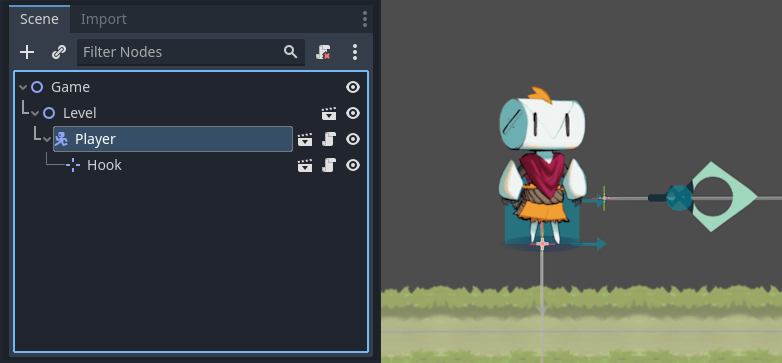 Scene Import
Filter Nodes
Game
Level
Player
Hook